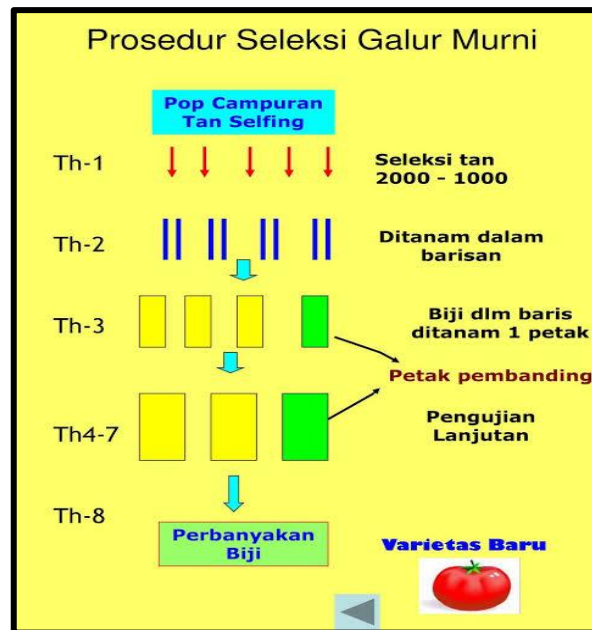 Prosedur Seleksi Galur Murni
Pop Campuran
Tan Selfing
Th-1
Seleksi tan
2000 - 1000
Th-2
Ditanam dalam
barisan
Th-3
Biji dlm baris
ditanam 1 petak
Petak pembanding
Th4-7
Pengujian
Lanjutan
Th-8
Perbanyakan
Biji
Varietas Baru